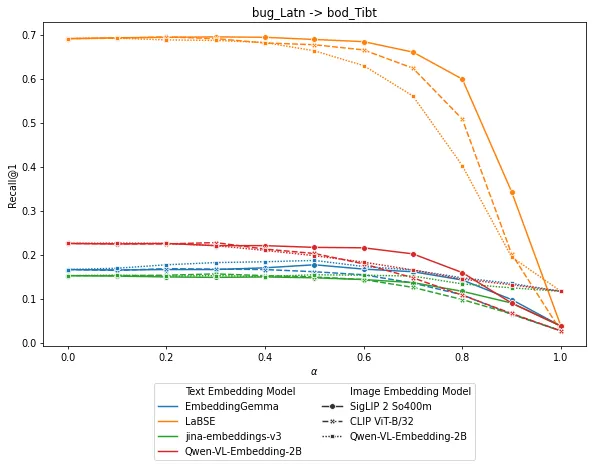 bug_Latn -> bod_Tibt
Recall@1
0.7
0.6
0.5
0.4
0.3
0.2
0.1
0.0
0.0 0.2 0.4 0.6 0.8 1.0
α
Text Embedding Model Image Embedding Model
EmbeddingGemma SigLIP 2 So400m
LaBSE CLIP ViT-B/32
jina-embeddings-v3 Qwen-VL-Embedding-2B
Qwen-VL-Embedding-2B